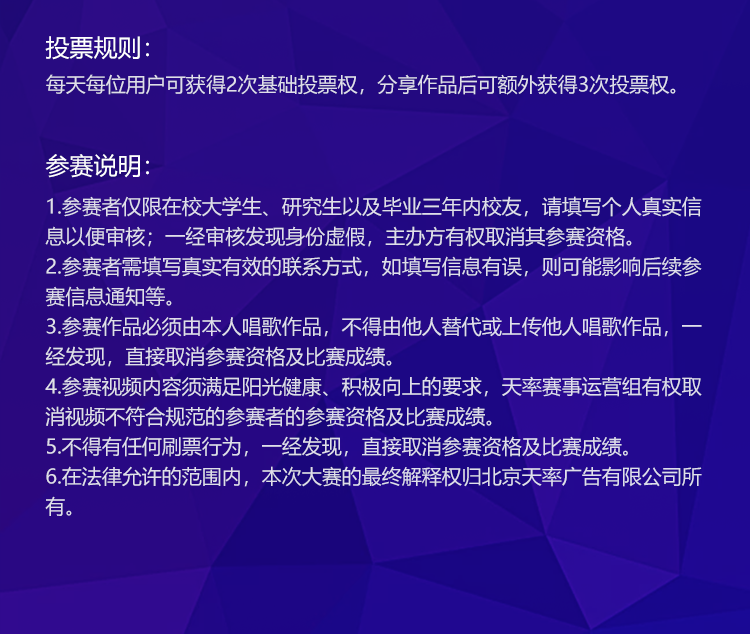 投票规则：
每天每位用户可获得2次基础投票权，分享作品后可额外获得3次投票权。
参赛说明：
1.参赛者仅限在校大学生、研究生以及毕业三年内校友，请填写个人真实信
息以便审核；一经审核发现身份虚假，主办方有权取消其参赛资格。
2.参赛者需填写真实有效的联系方式，如填写信息有误，则可能影响后续参
赛信息通知等。
3.参赛作品必须由本人唱歌作品，不得由他人替代或上传他人唱歌作品，一
经发现，直接取消参赛资格及比赛成绩。
4.参赛视频内容须满足阳光健康、积极向上的要求，天率赛事运营组有权取
消视频不符合规范的参赛者的参赛资格及比赛成绩。
5.不得有任何刷票行为，一经发现，直接取消参赛资格及比赛成绩。
6.在法律允许的范围内，本次大赛的最终解释权归北京天率广告有限公司所
有。